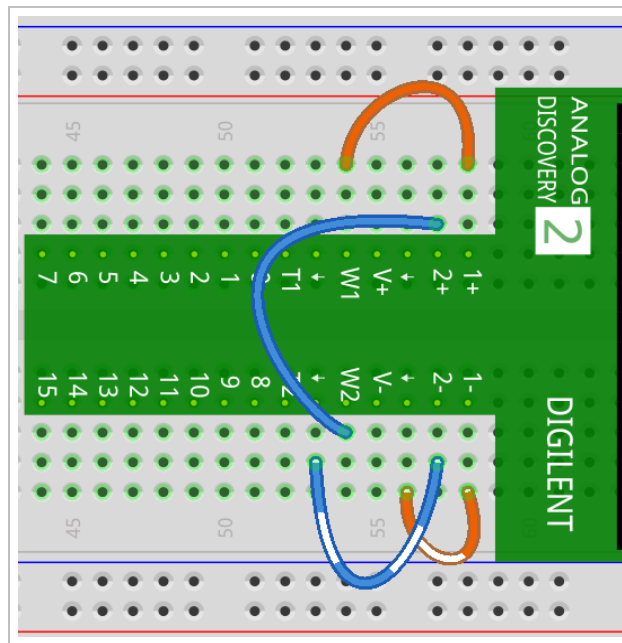 45 50 55
ANALOG
DISCOVERY
2
7 6 5 4 3 2 1 T1 ↓ W1 V+ ↓ 2+ 1+
15 14 13 12 11 10 9 8 T2 ↓ W2 V- ↓ 2- 1-
DIGILENT
45 50 55